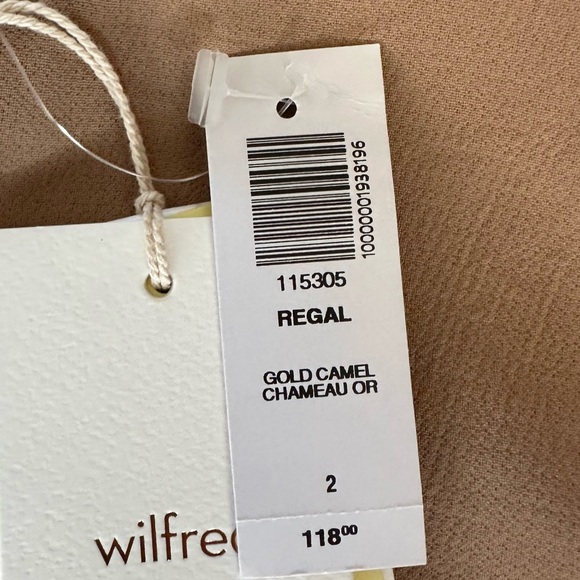 10000001938196
115305
REGAL
GOLD CAMEL
CHAMEAU OR
2
118⁰⁰
wilfre